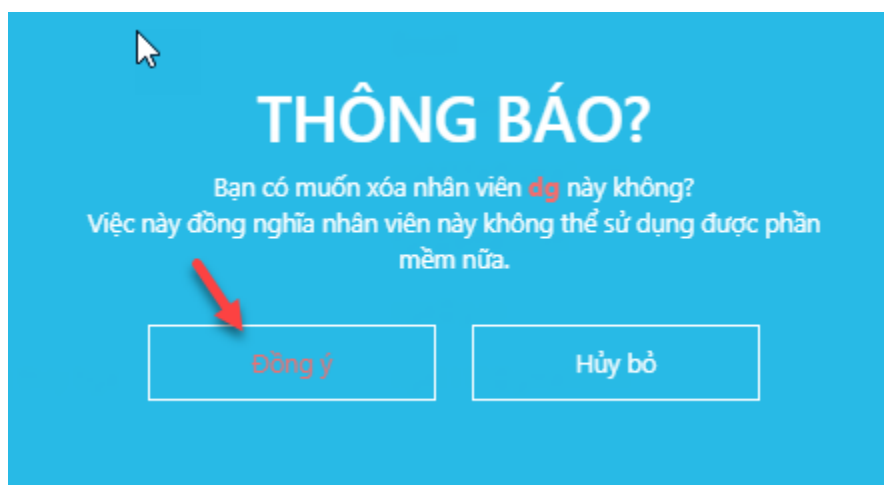 THÔNG BÁO?
Bạn có muốn xóa nhân viên dg này không?
Việc này đồng nghĩa nhân viên này không thể sử dụng được phần
mềm nữa.
Đồng ý
Hủy bỏ